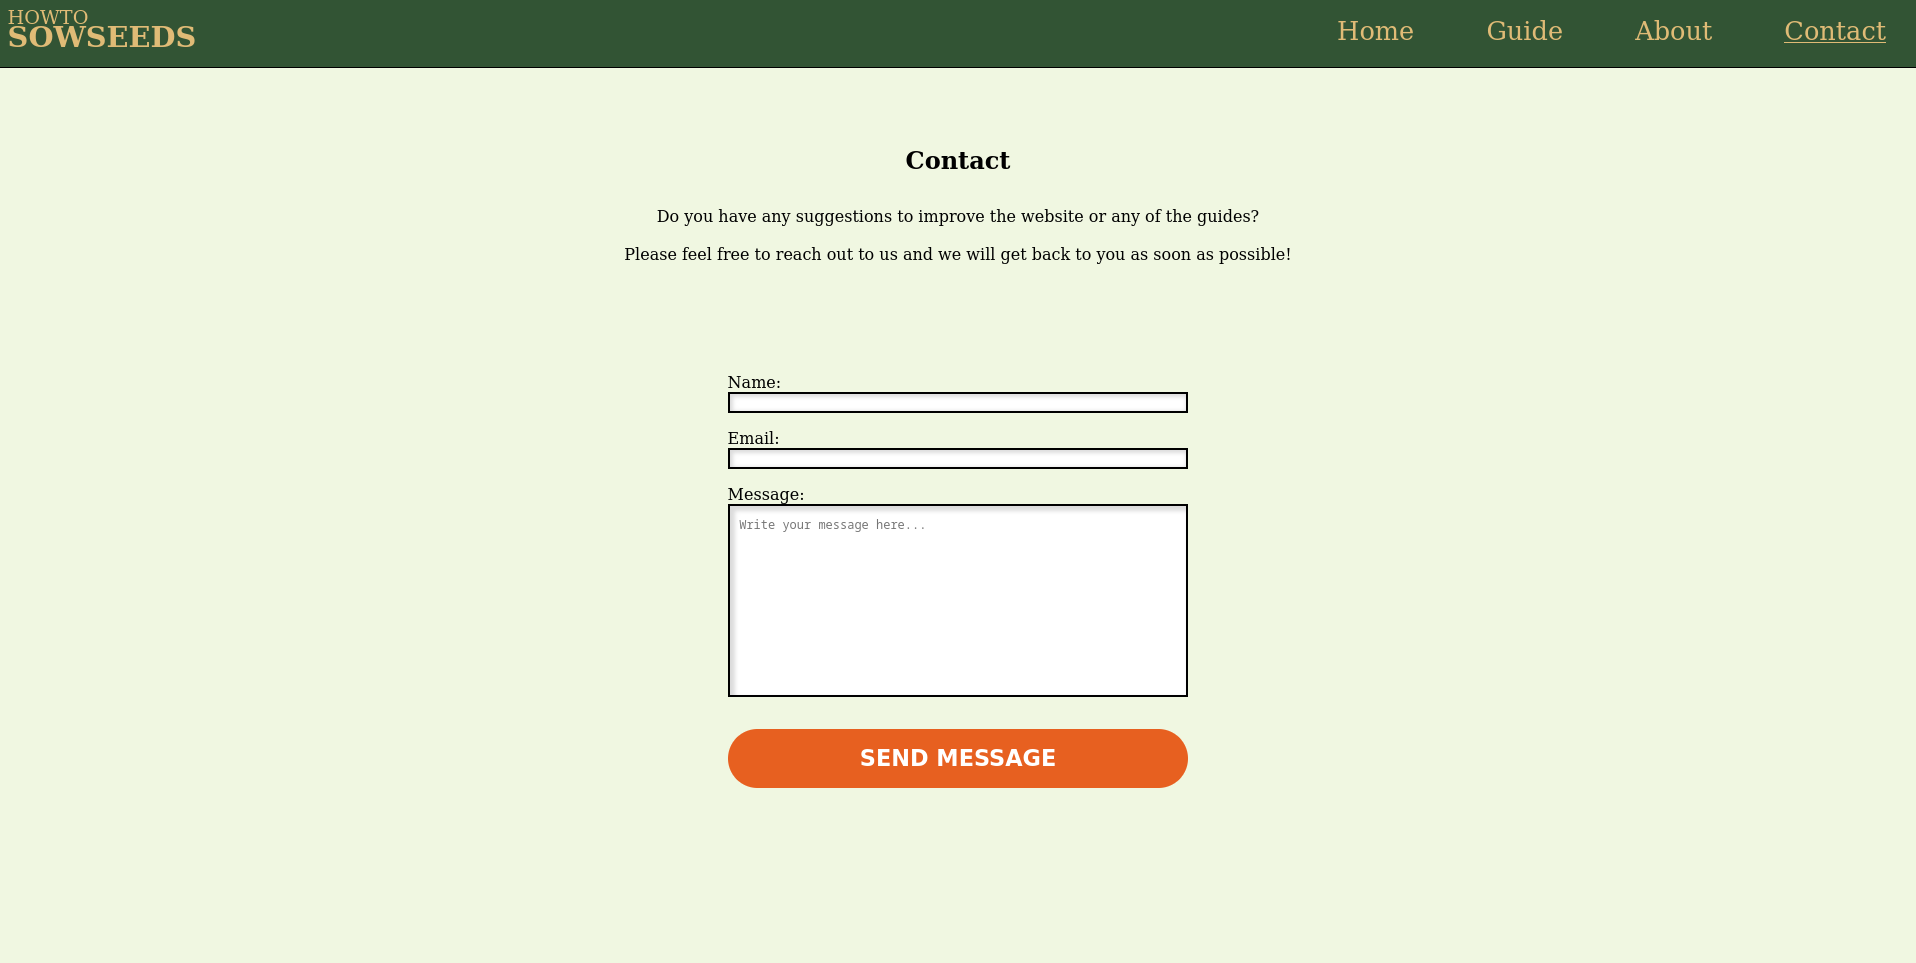 HOWTO
SOWSEEDS
Home Guide About Contact
Contact
Do you have any suggestions to improve the website or any of the guides?
Please feel free to reach out to us and we will get back to you as soon as possible!
Name:
Email:
Message:
Write your message here...
SEND MESSAGE